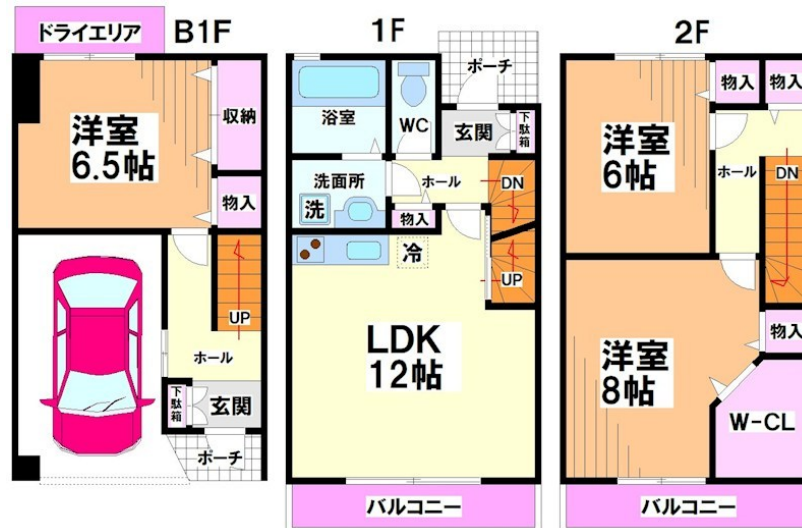 ドライエリア
B1F
洋室
6.5帖
収納
物入
UP
ホール
下駄箱
玄関
ポーチ
1F
浴室
WC
ポーチ
玄関
下駄箱
洗面所
洗
ホール
物入
DN
冷
UP
LDK
12帖
バルコニー
2F
洋室
6帖
物入
物入
ホール
DN
洋室
8帖
物入
W-CL
バルコニー